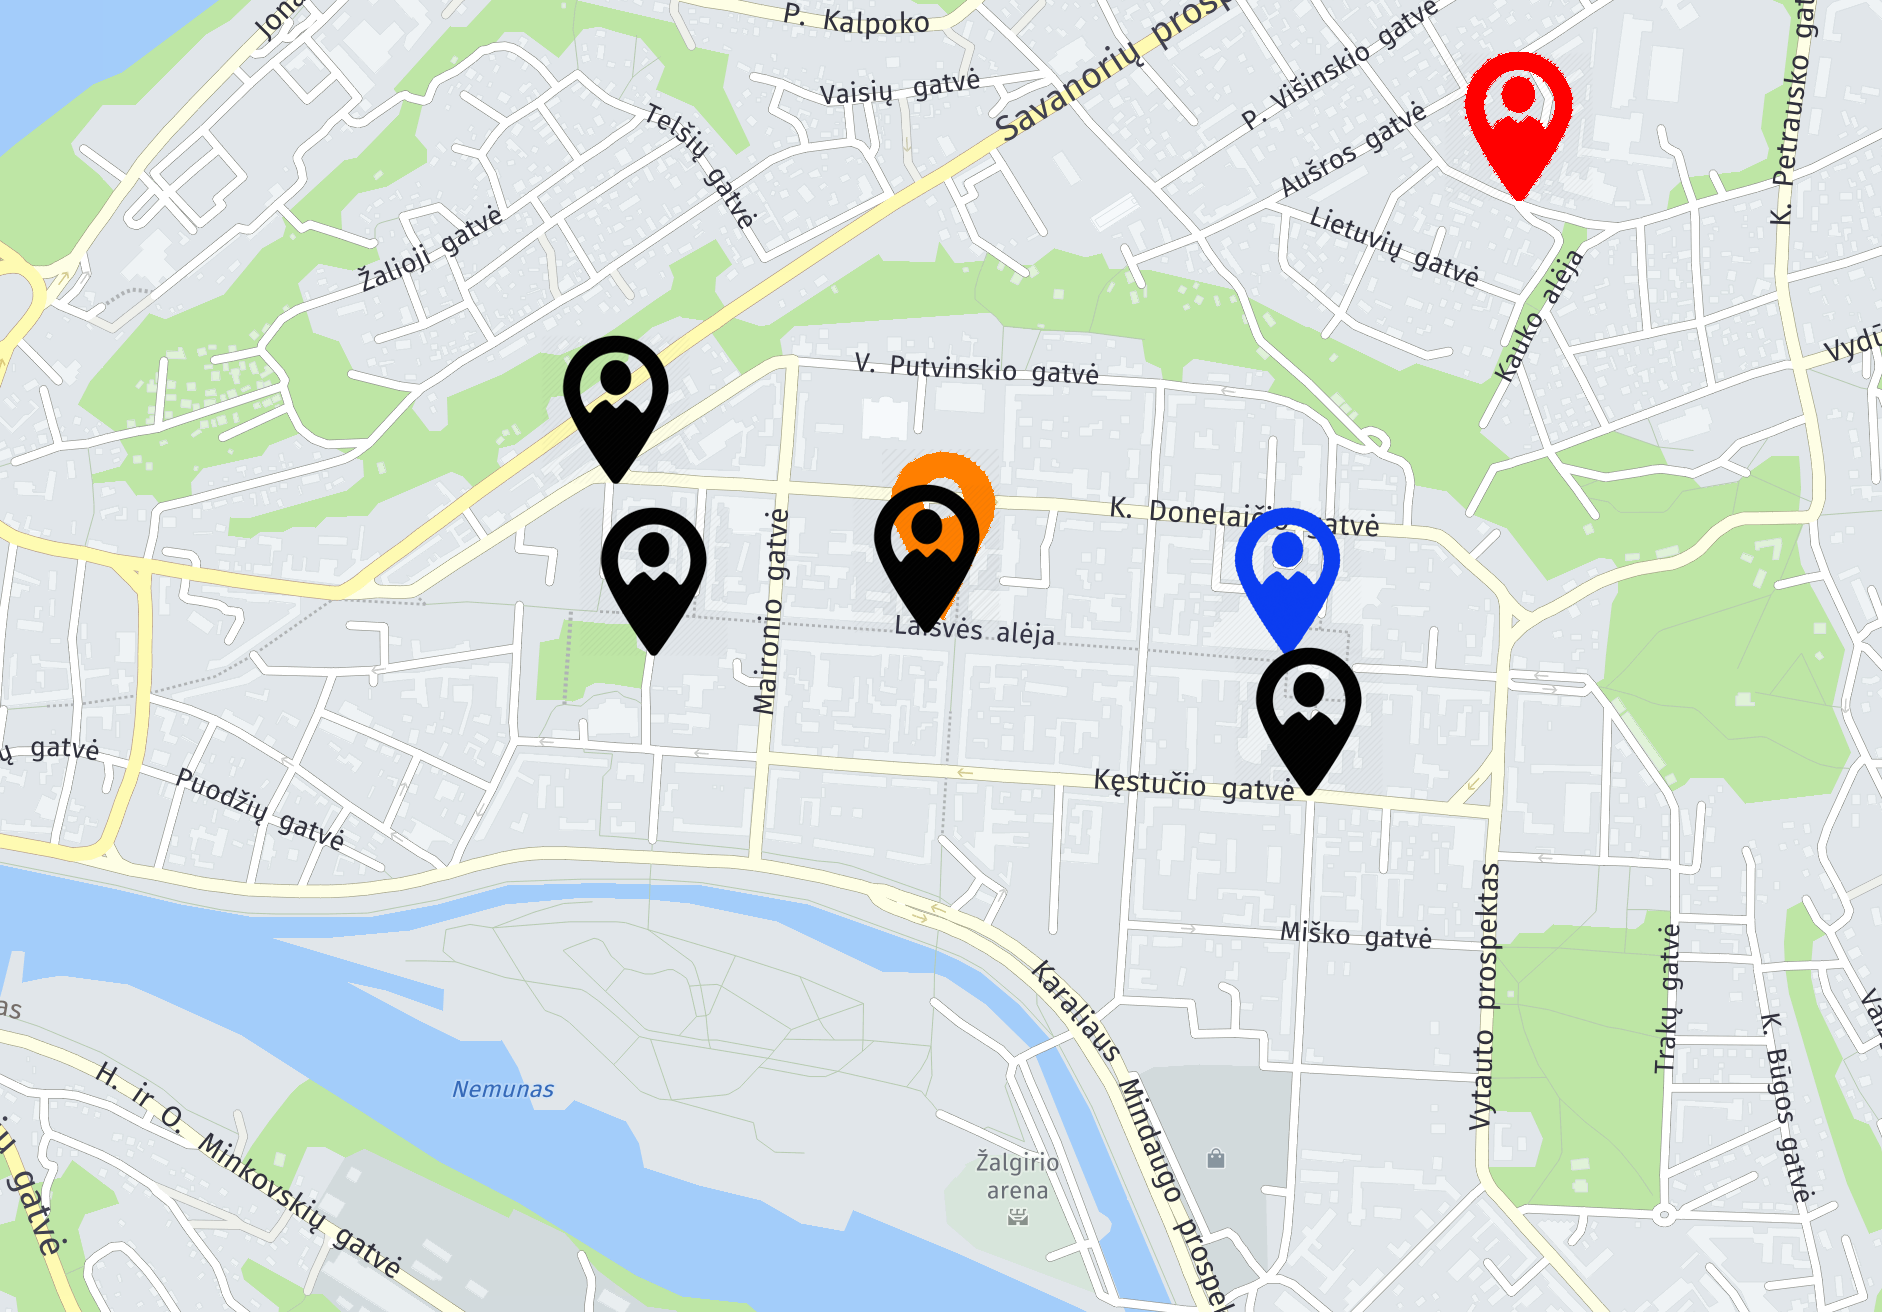 Jona
P. Kalpoko
Savanorių prosp
Vaisių gatvė
P. Višinskio gatvė
K. Petrausko gat
Telšių gatvė
Aušros gatvė
Žalioji gatvė
Lietuvių gatvė
Kauko alėja
Vydū
V. Putvinskio gatvė
K. Donelaičio gatvė
Maironio gatvė
Laisvės alėja
ų gatvė
Puodžių gatvė
Kęstučio gatvė
Miško gatvė
Vytauto prospektas
Trakų gatvė
K. Būgos gatvė
Karaliaus Mindaugo prospek
as
H. ir O. Minkovskių gatvė
Nemunas
Žalgirio
arena
ių gatvė